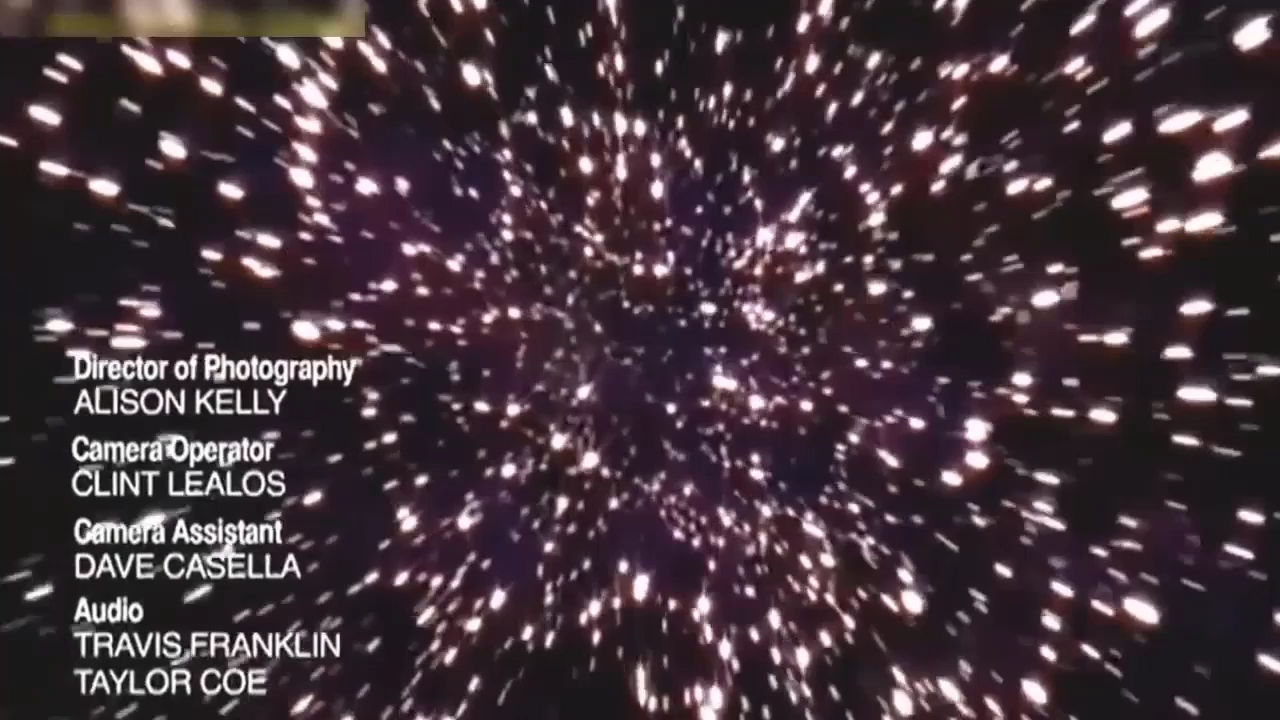 Director of Photography
ALISON KELLY
Camera Operator
CLINT LEALOS
Camera Assistant
DAVE CASELLA
Audio
TRAVIS FRANKLIN
TAYLOR COE